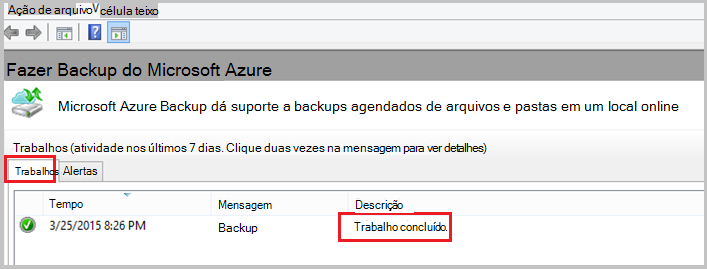 Ação de arquivoV célula teixo
Fazer Backup do Microsoft Azure
Microsoft Azure Backup dá suporte a backups agendados de arquivos e pastas em um local online
Trabalhos (atividade nos últimos 7 dias. Clique duas vezes na mensagem para ver detalhes)
Trabalhos Alertas
Tempo Mensagem Descrição
3/25/2015 8:26 PM Backup Trabalho concluído.